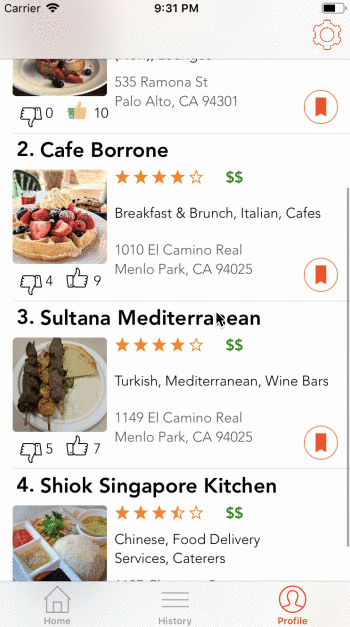 Carrier 9:31 PM
535 Ramona St
Palo Alto, CA 94301
0 10
2. Cafe Borrone
$$
Breakfast & Brunch, Italian, Cafes
1010 El Camino Real
Menlo Park, CA 94025
4 9
3. Sultana Mediterranean
$$
Turkish, Mediterranean, Wine Bars
1149 El Camino Real
Menlo Park, CA 94025
5 7
4. Shiok Singapore Kitchen
$$
Chinese, Food Delivery
Services, Caterers
Home History Profile